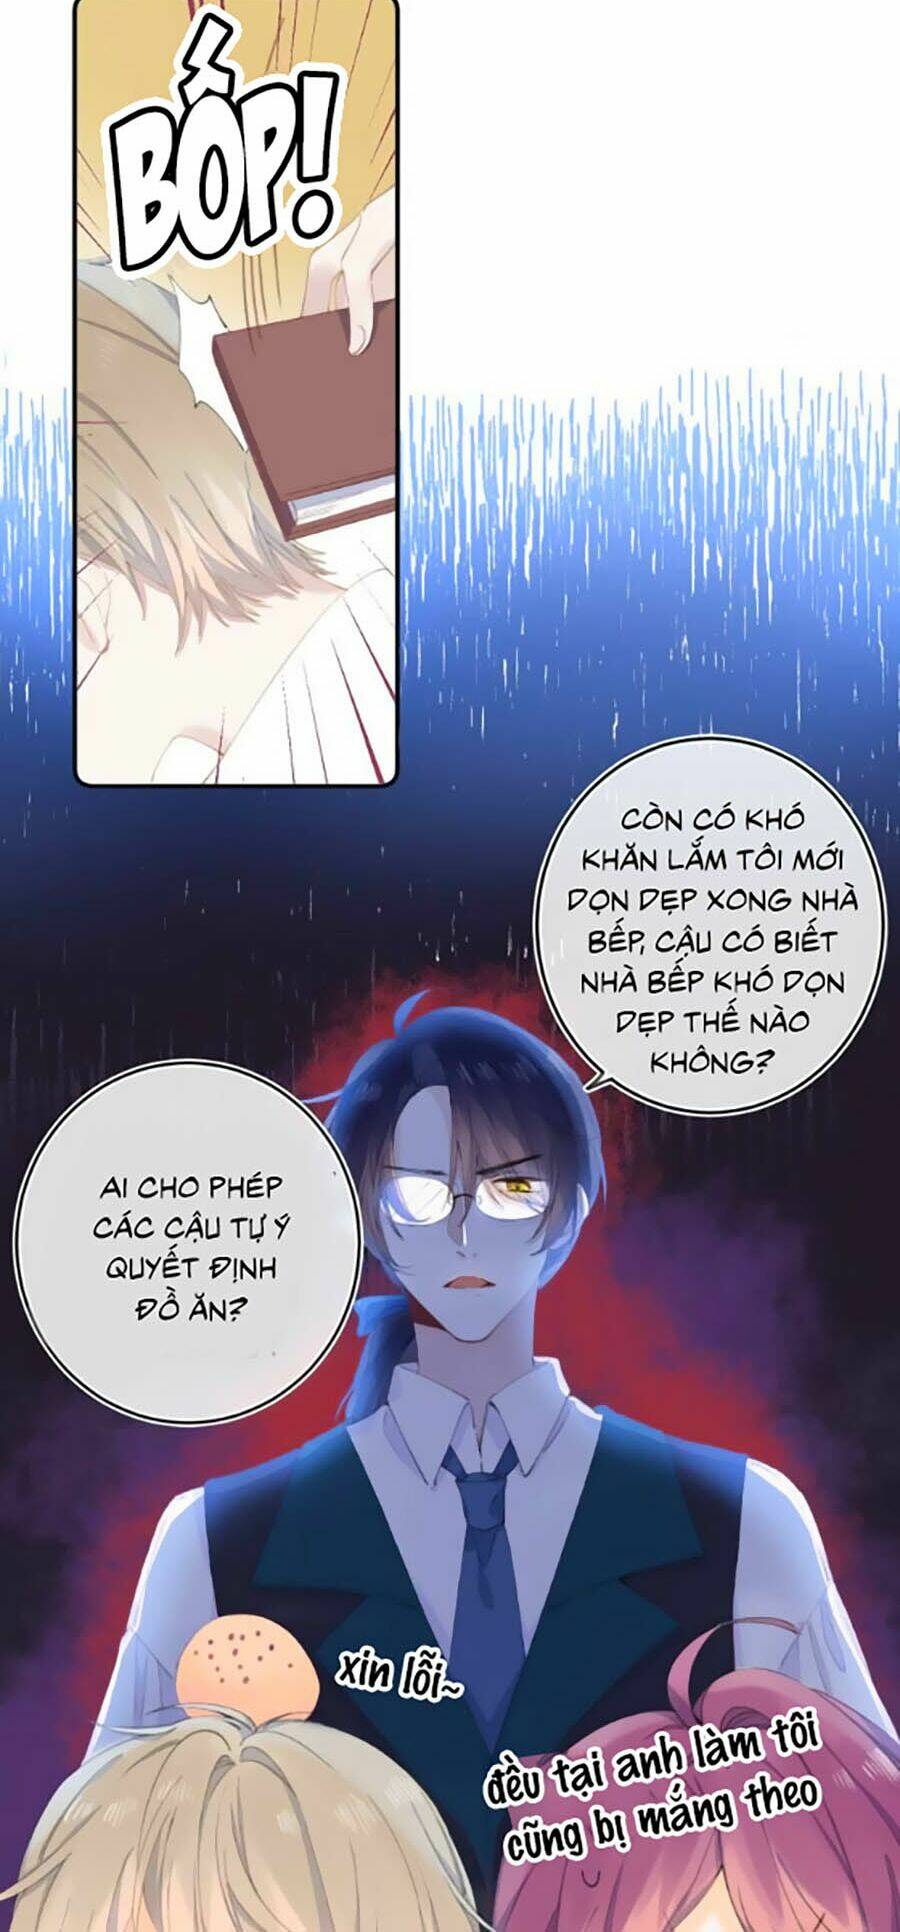 BỐP!
CÒN CÓ KHÓ
KHĂN LẮM TÔI MỚI
DỌN DẸP XONG NHÀ
BẾP, CẬU CÓ BIẾT
NHÀ BẾP KHÓ DỌN
DẸP THẾ NÀO
KHÔNG?
AI CHO PHÉP
CÁC CẬU TỰ Ý
QUYẾT ĐỊNH
ĐỒ ĂN?
xin lỗi~
đều tại anh làm tôi
cũng bị mắng theo